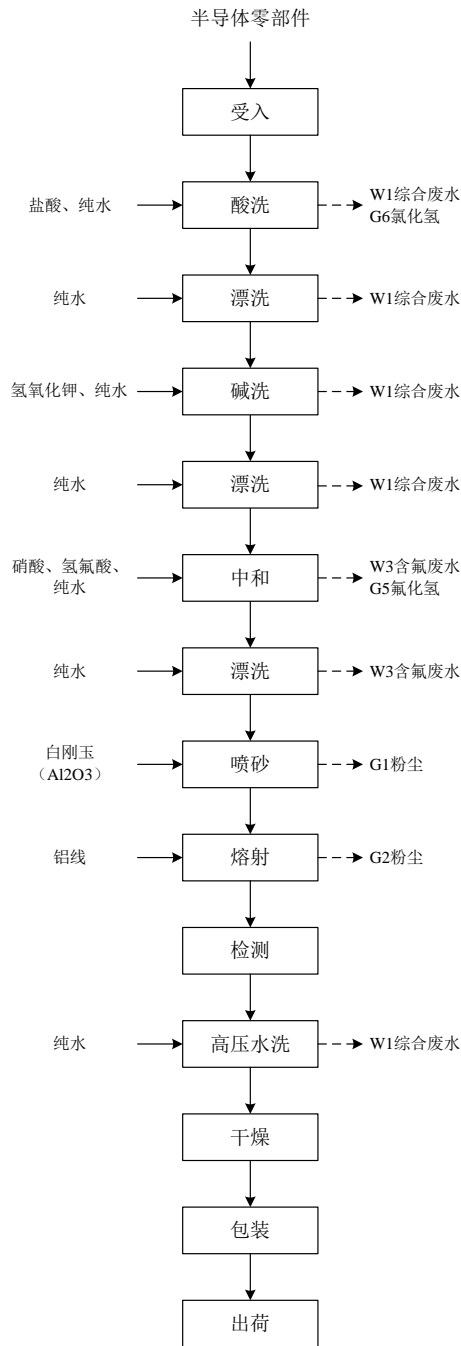 半导体零部件
受入
盐酸、纯水
酸洗
W1综合废水
G6氯化氢
纯水
漂洗
W1综合废水
氢氧化钾、纯水
碱洗
W1综合废水
纯水
漂洗
W1综合废水
硝酸、氢氟酸、
纯水
中和
W3含氟废水
G5氟化氢
纯水
漂洗
W3含氟废水
白刚玉
（Al2O3）
喷砂
G1粉尘
铝线
熔射
G2粉尘
检测
纯水
高压水洗
W1综合废水
干燥
包装
出荷